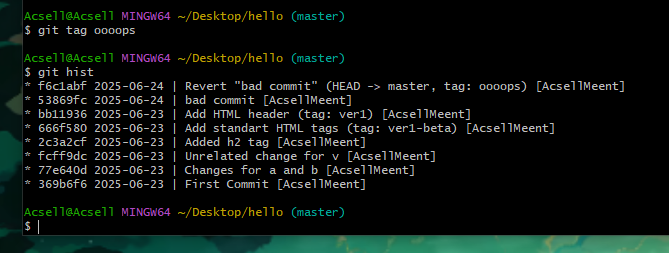 Acsell@Acsell MINGW64 ~/Desktop/hello (master)
$ git tag oooops
Acsell@Acsell MINGW64 ~/Desktop/hello (master)
$ git hist
* f6c1abf 2025-06-24 | Revert "bad commit" (HEAD -> master, tag: oooops) [AcsellMeent]
* 53869fc 2025-06-24 | bad commit [AcsellMeent]
* bb11936 2025-06-23 | Add HTML header (tag: ver1) [AcsellMeent]
* 666f580 2025-06-23 | Add standart HTML tags (tag: ver1-beta) [AcsellMeent]
* 2c3a2cf 2025-06-23 | Added h2 tag [AcsellMeent]
* fcff9dc 2025-06-23 | Unrelated change for v [AcsellMeent]
* 77e640d 2025-06-23 | Changes for a and b [AcsellMeent]
* 369b6f6 2025-06-23 | First Commit [AcsellMeent]
Acsell@Acsell MINGW64 ~/Desktop/hello (master)
$